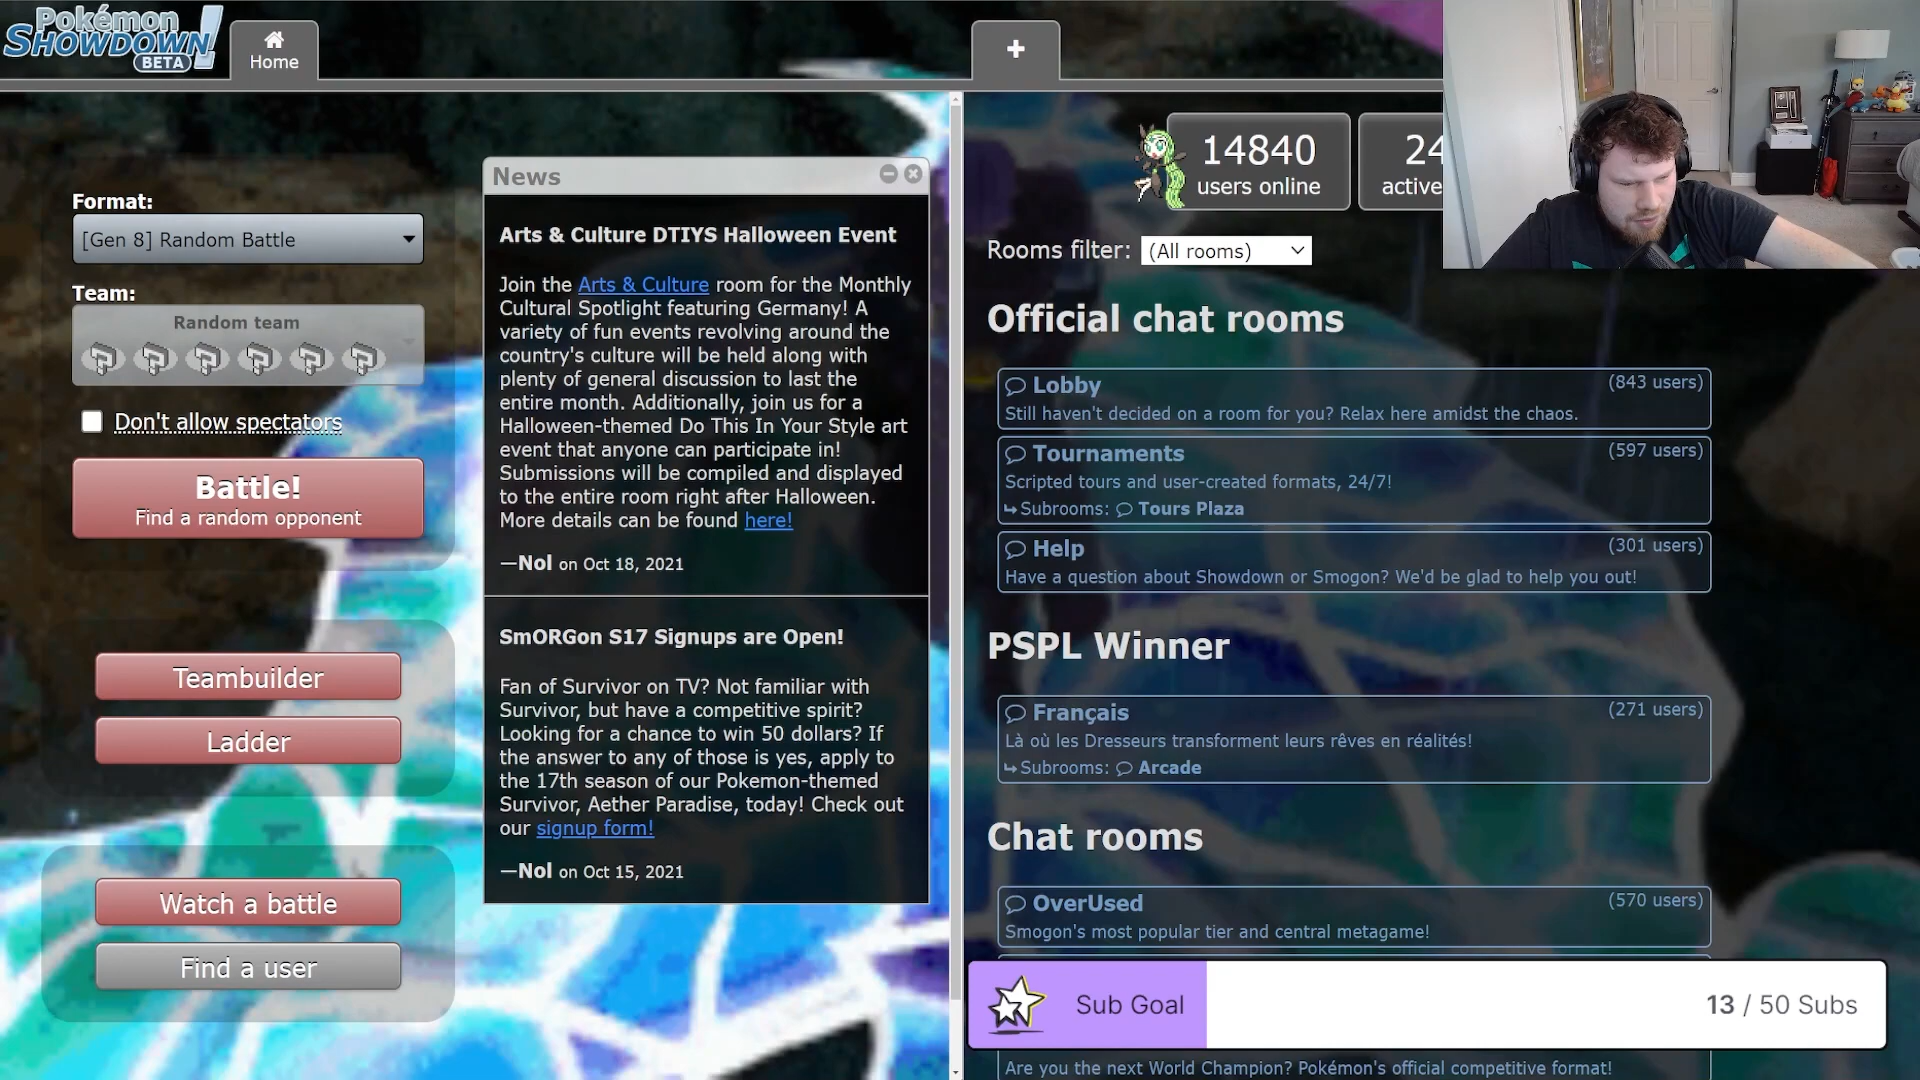 Pokémon
SHOWDOWN!
BETA
Home
+
Format:
[Gen 8] Random Battle
Team:
Random team
Don't allow spectators
Battle!
Find a random opponent
Teambuilder
Ladder
Watch a battle
Find a user
News
Arts & Culture DTIYS Halloween Event
Join the Arts & Culture room for the Monthly
Cultural Spotlight featuring Germany! A
variety of fun events revolving around the
country's culture will be held along with
plenty of general discussion to last the
entire month. Additionally, join us for a
Halloween-themed Do This In Your Style art
event that anyone can participate in!
Submissions will be compiled and displayed
to the entire room right after Halloween.
More details can be found here!
—Nol on Oct 18, 2021
SmORGon S17 Signups are Open!
Fan of Survivor on TV? Not familiar with
Survivor, but have a competitive spirit?
Looking for a chance to win 50 dollars? If
the answer to any of those is yes, apply to
the 17th season of our Pokemon-themed
Survivor, Aether Paradise, today! Check out
our signup form!
—Nol on Oct 15, 2021
14840
users online
24
active
Rooms filter: (All rooms)
Official chat rooms
Lobby (843 users)
Still haven't decided on a room for you? Relax here amidst the chaos.
Tournaments (597 users)
Scripted tours and user-created formats, 24/7!
↪Subrooms: Tours Plaza
Help (301 users)
Have a question about Showdown or Smogon? We'd be glad to help you out!
PSPL Winner
Français (271 users)
Là où les Dresseurs transforment leurs rêves en réalités!
↪Subrooms: Arcade
Chat rooms
OverUsed (570 users)
Smogon's most popular tier and central metagame!
Sub Goal 13 / 50 Subs
Are you the next World Champion? Pokémon's official competitive format!